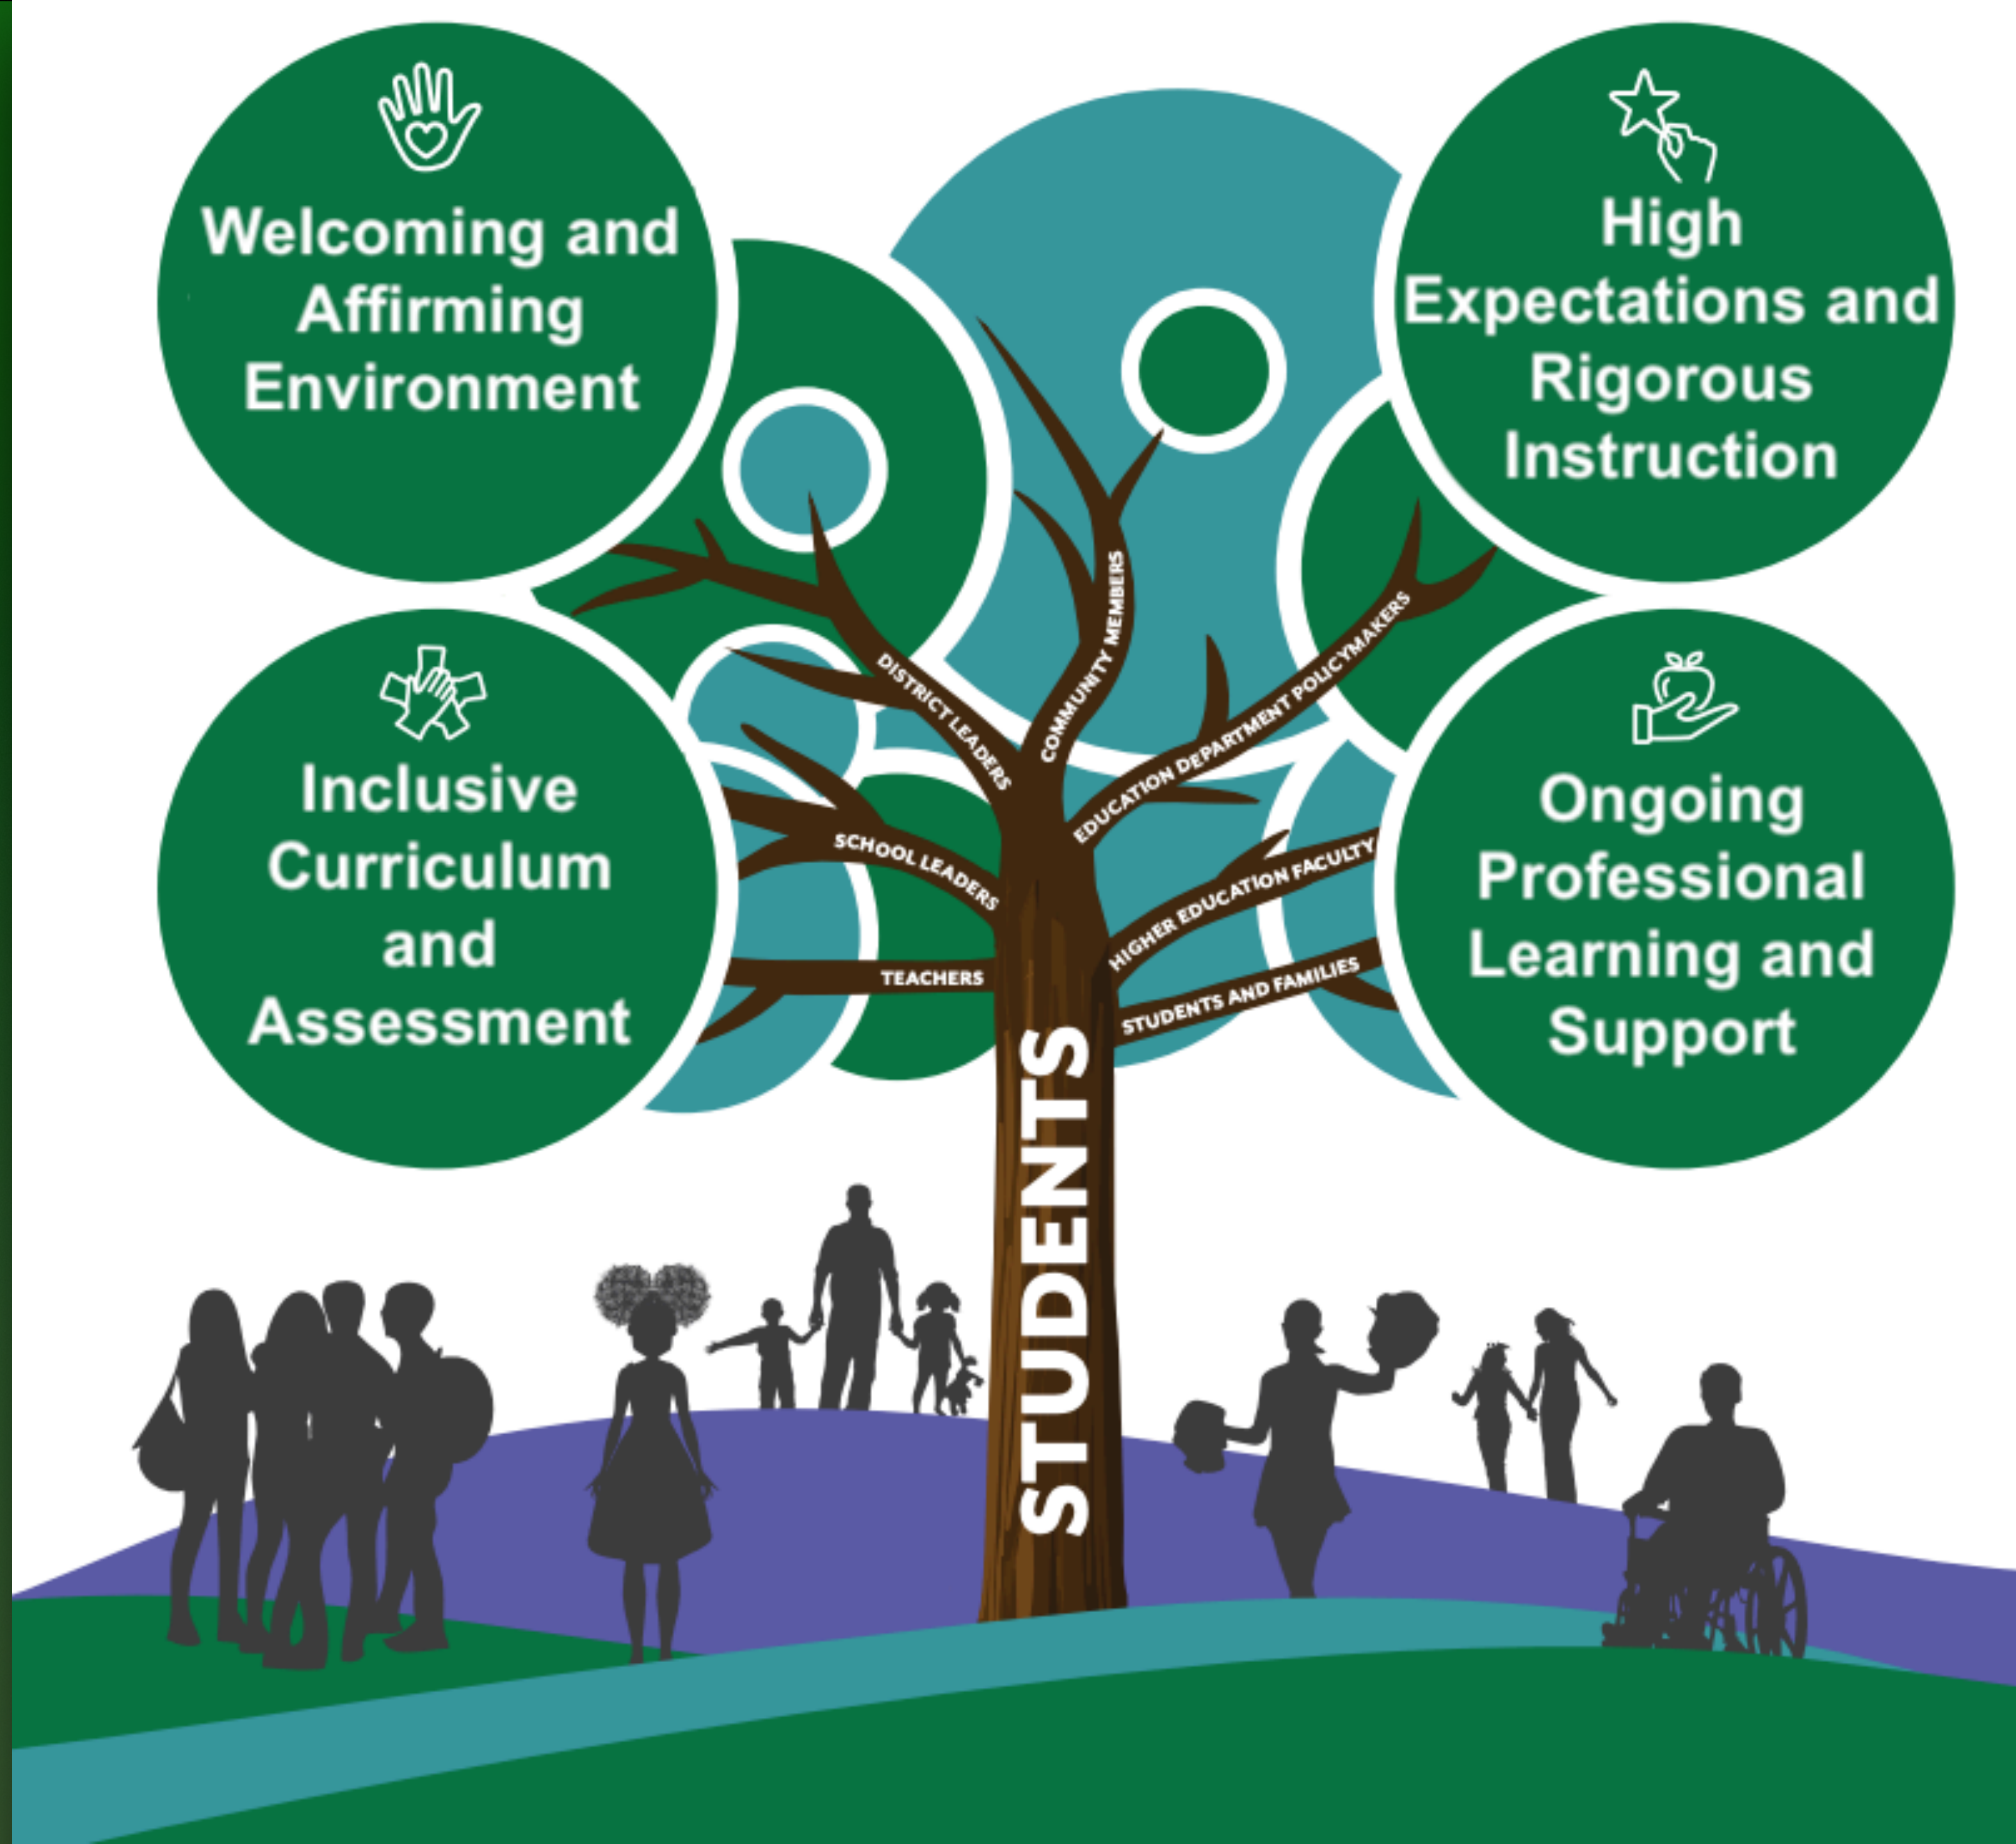 Welcoming and
Affirming
Environment
High
Expectations and
Rigorous
Instruction
Inclusive
Curriculum
and
Assessment
Ongoing
Professional
Learning and
Support
DISTRICT LEADERS
COMMUNITY MEMBERS
EDUCATION DEPARTMENT POLICYMAKERS
SCHOOL LEADERS
HIGHER EDUCATION FACULTY
TEACHERS
STUDENTS AND FAMILIES
STUDENTS